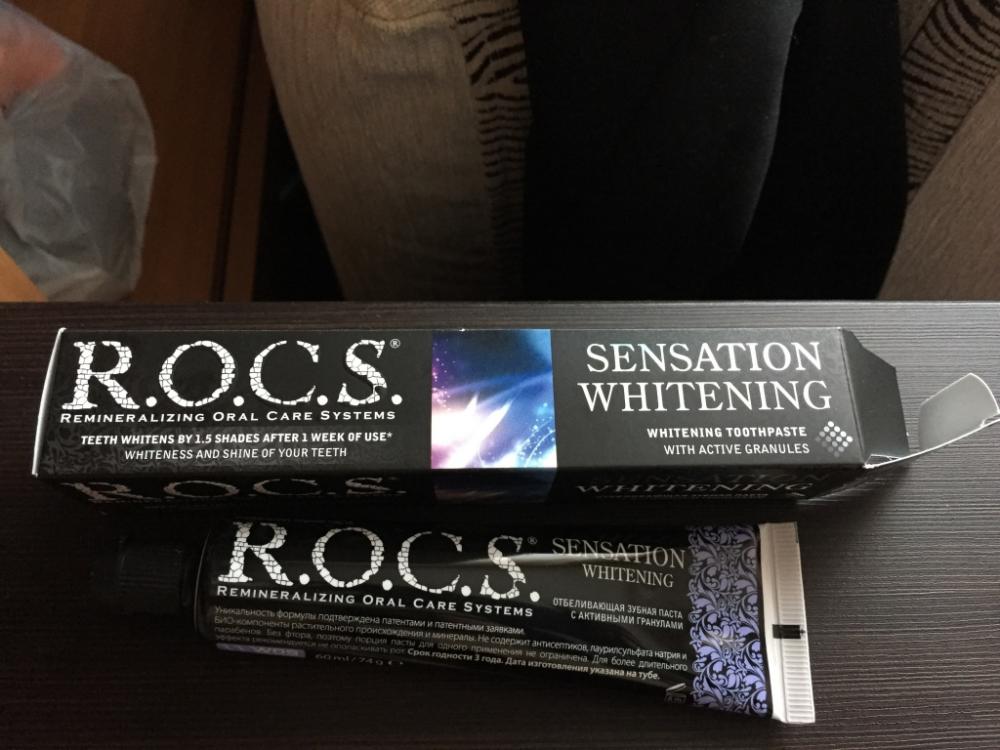 R.O.C.S.®
REMINERALIZING ORAL CARE SYSTEMS
TEETH WHITENS BY 1.5 SHADES AFTER 1 WEEK OF USE*
WHITENESS AND SHINE OF YOUR TEETH
SENSATION
WHITENING
WHITENING TOOTHPASTE
WITH ACTIVE GRANULES
R.O.C.S.
WHITENING
R.O.C.S.®
REMINERALIZING ORAL CARE SYSTEMS
SENSATION
WHITENING
ОТБЕЛИВАЮЩАЯ ЗУБНАЯ ПАСТА
С АКТИВНЫМИ ГРАНУЛАМИ
Уникальность формулы подтверждена патентами и патентными заявками.
БИО-компоненты растительного происхождения и минералы. Не содержит антисептиков, лаурилсульфата натрия и
парабенов. Без фтора, поэтому порция пасты для одного применения не ограничена. Для более длительного
эффекта рекомендуется не ополаскивать рот. Срок годности 3 года. Дата изготовления указана на тубе.
WDS
60 ml/74 g e